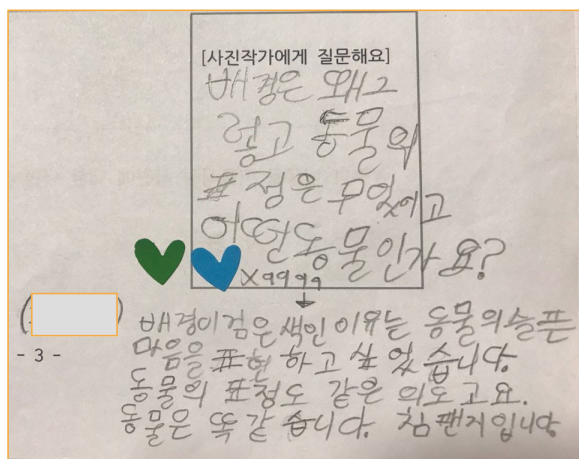 [사진작가에게 질문해요]
배경은 왜그
렇고 동물의
표정은 무엇이고
어떤동물인가요?
X9999
배경이검은색인이유는 동물의슬픈
- 3 -
마음을 표현 하고 싶었습니다.
동물의 표정도 같은 의도고요.
동물은 똑같습니다. 침팬지입니다